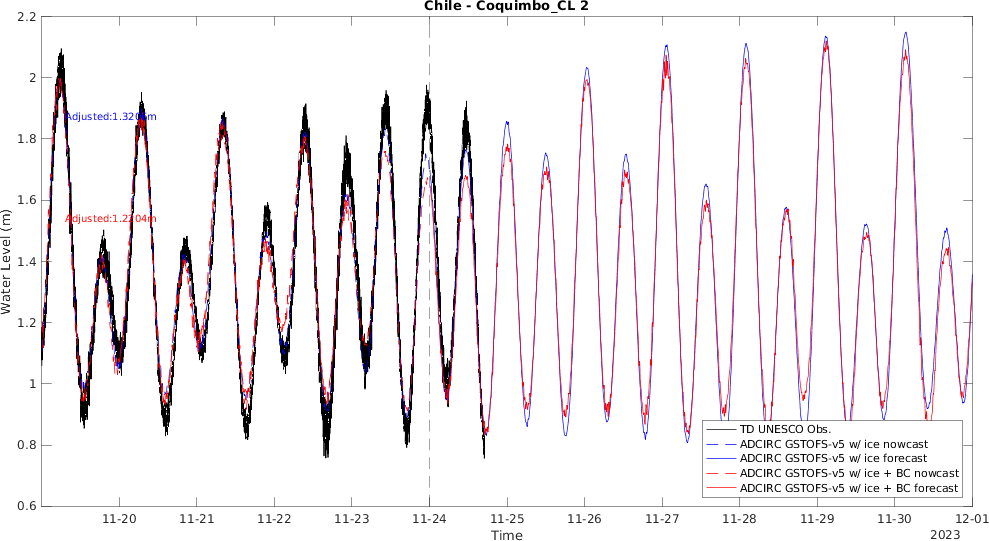 Chile - Coquimbo_CL 2
2.2
2
1.8
1.6
1.4
1.2
1
0.8
0.6
Water Level (m)
TD UNESCO Obs.
ADCIRC GSTOFS-v5 w/ ice nowcast
ADCIRC GSTOFS-v5 w/ ice forecast
ADCIRC GSTOFS-v5 w/ ice + BC nowcast
ADCIRC GSTOFS-v5 w/ ice + BC forecast
11-20
11-21
11-22
11-23
11-24
11-25
11-26
11-27
11-28
11-29
11-30
12-01
Time
2023